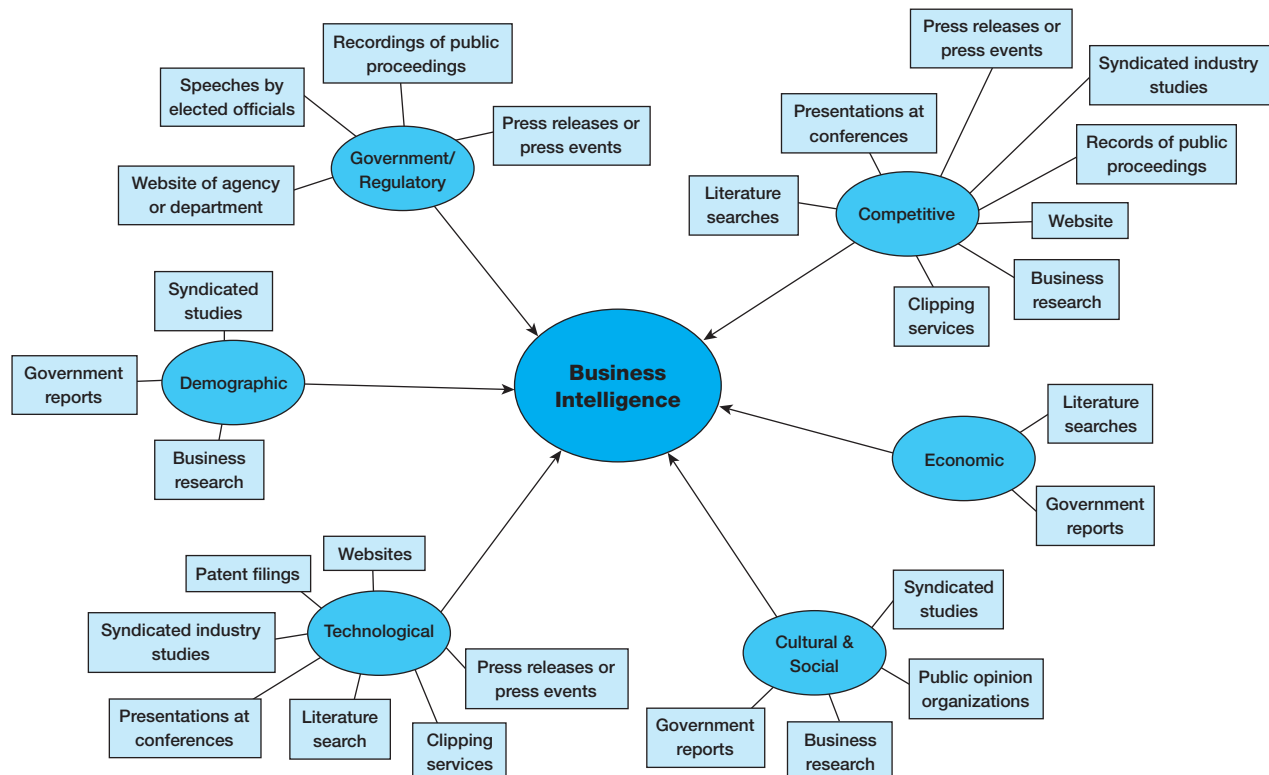 Recordings of public
proceedings
Speeches by
elected officials
Press releases or
press events
Government/
Regulatory
Website of agency
or department
Press releases or
press events
Syndicated industry
studies
Presentations at
conferences
Records of public
proceedings
Literature
searches
Competitive
Website
Business
research
Clipping
services
Syndicated
studies
Government
reports
Demographic
Business
research
Business
Intelligence
Literature
searches
Economic
Government
reports
Websites
Patent filings
Syndicated industry
studies
Technological
Press releases or
press events
Presentations at
conferences
Literature
search
Clipping
services
Syndicated
studies
Cultural &
Social
Public opinion
organizations
Government
reports
Business
research